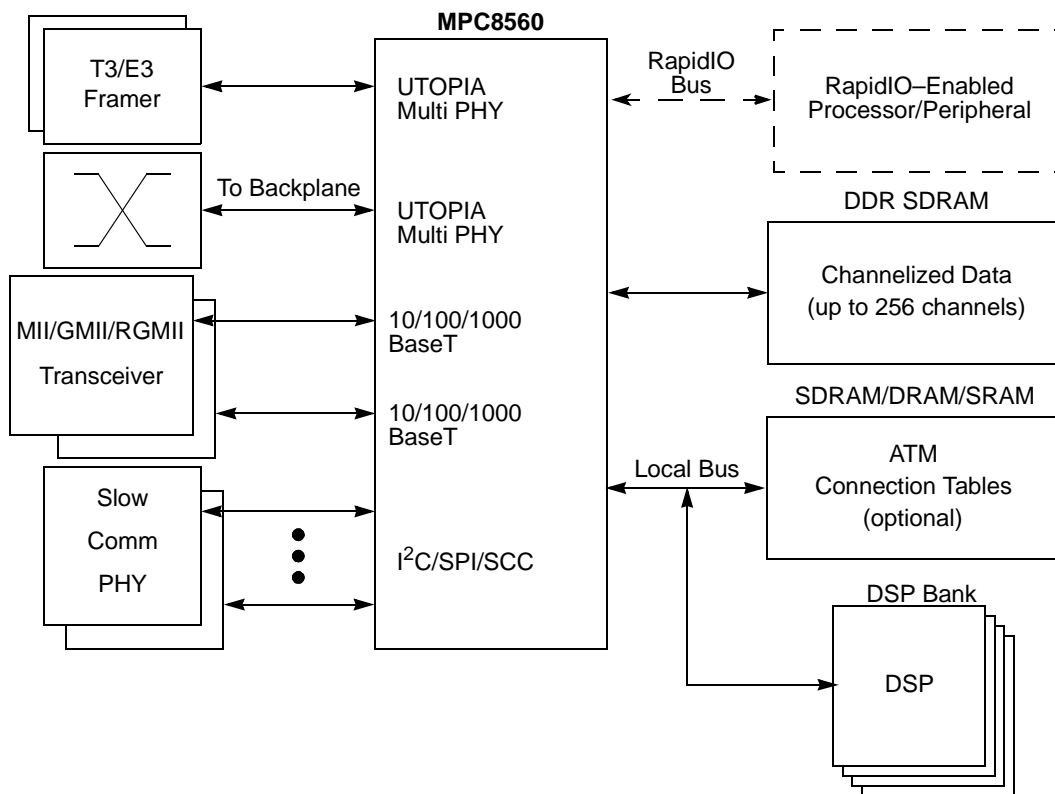 MPC8560
T3/E3
Framer
UTOPIA
Multi PHY
RapidIO
Bus
RapidIO–Enabled
Processor/Peripheral
To Backplane
UTOPIA
Multi PHY
DDR SDRAM
Channelized Data
(up to 256 channels)
MII/GMII/RGMII
Transceiver
10/100/1000
BaseT
10/100/1000
BaseT
SDRAM/DRAM/SRAM
Local Bus
ATM
Connection Tables
(optional)
Slow
Comm
PHY
I²C/SPI/SCC
DSP Bank
DSP